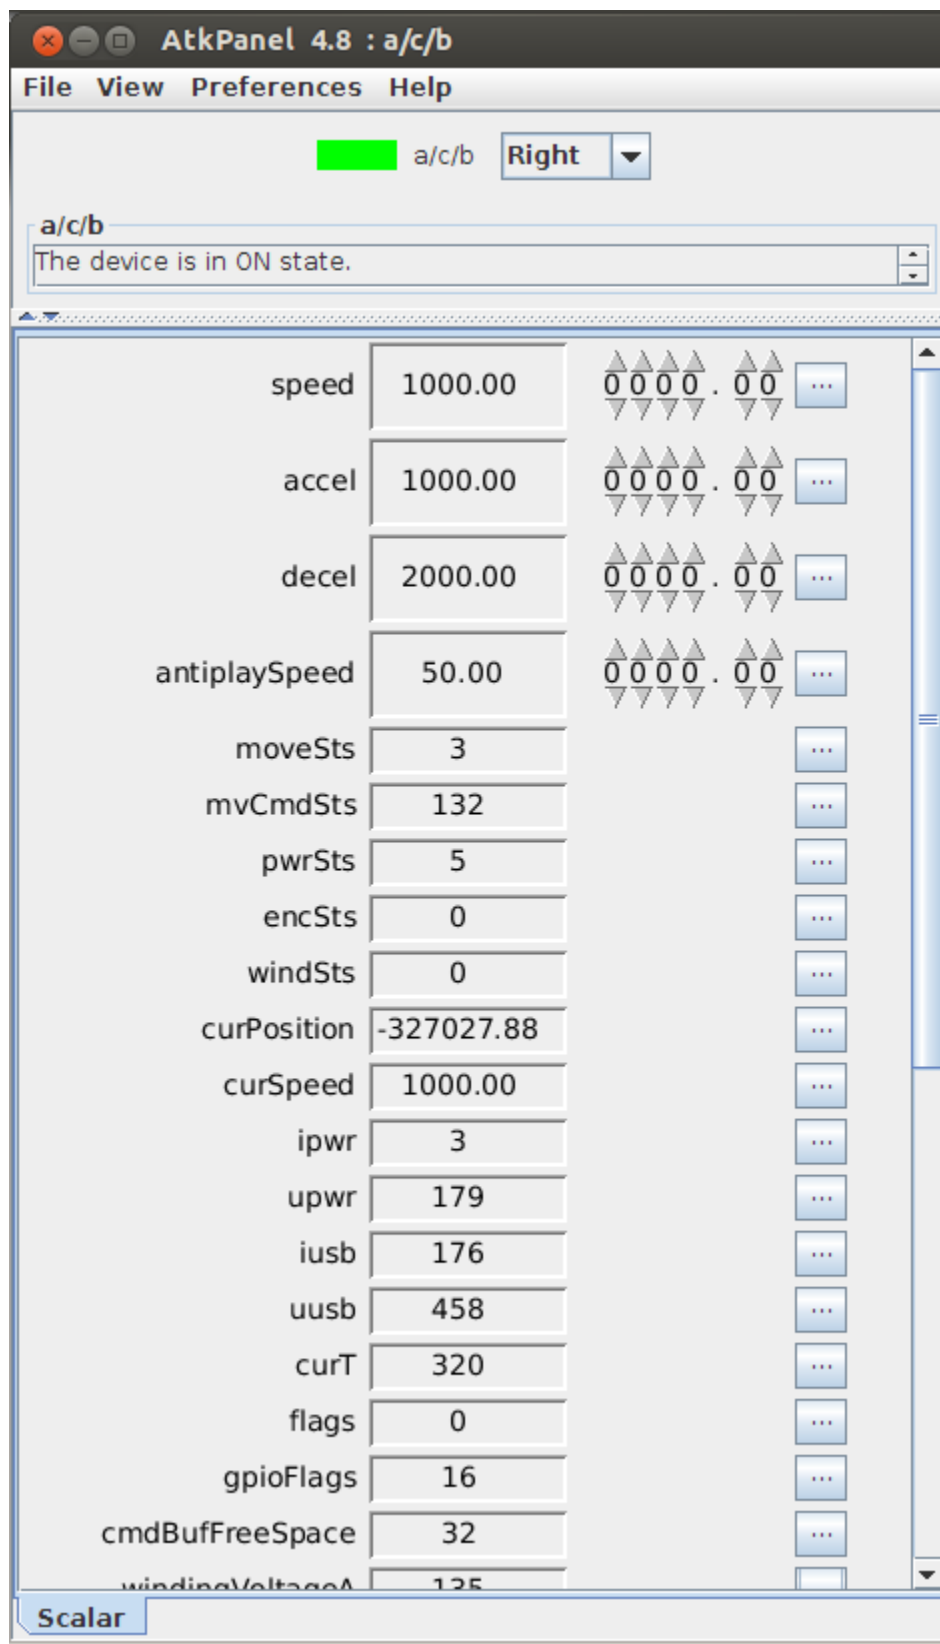 AtkPanel 4.8 : a/c/b
File View Preferences Help
a/c/b Right
a/c/b
The device is in ON state.
speed 1000.00 0000.00 ...
accel 1000.00 0000.00 ...
decel 2000.00 0000.00 ...
antiplaySpeed 50.00 0000.00 ...
moveSts 3 ...
mvCmdSts 132 ...
pwrSts 5 ...
encSts 0 ...
windSts 0 ...
curPosition -327027.88 ...
curSpeed 1000.00 ...
ipwr 3 ...
upwr 179 ...
iusb 176 ...
uusb 458 ...
curT 320 ...
flags 0 ...
gpioFlags 16 ...
cmdBufFreeSpace 32 ...
windingVoltageA 135
Scalar